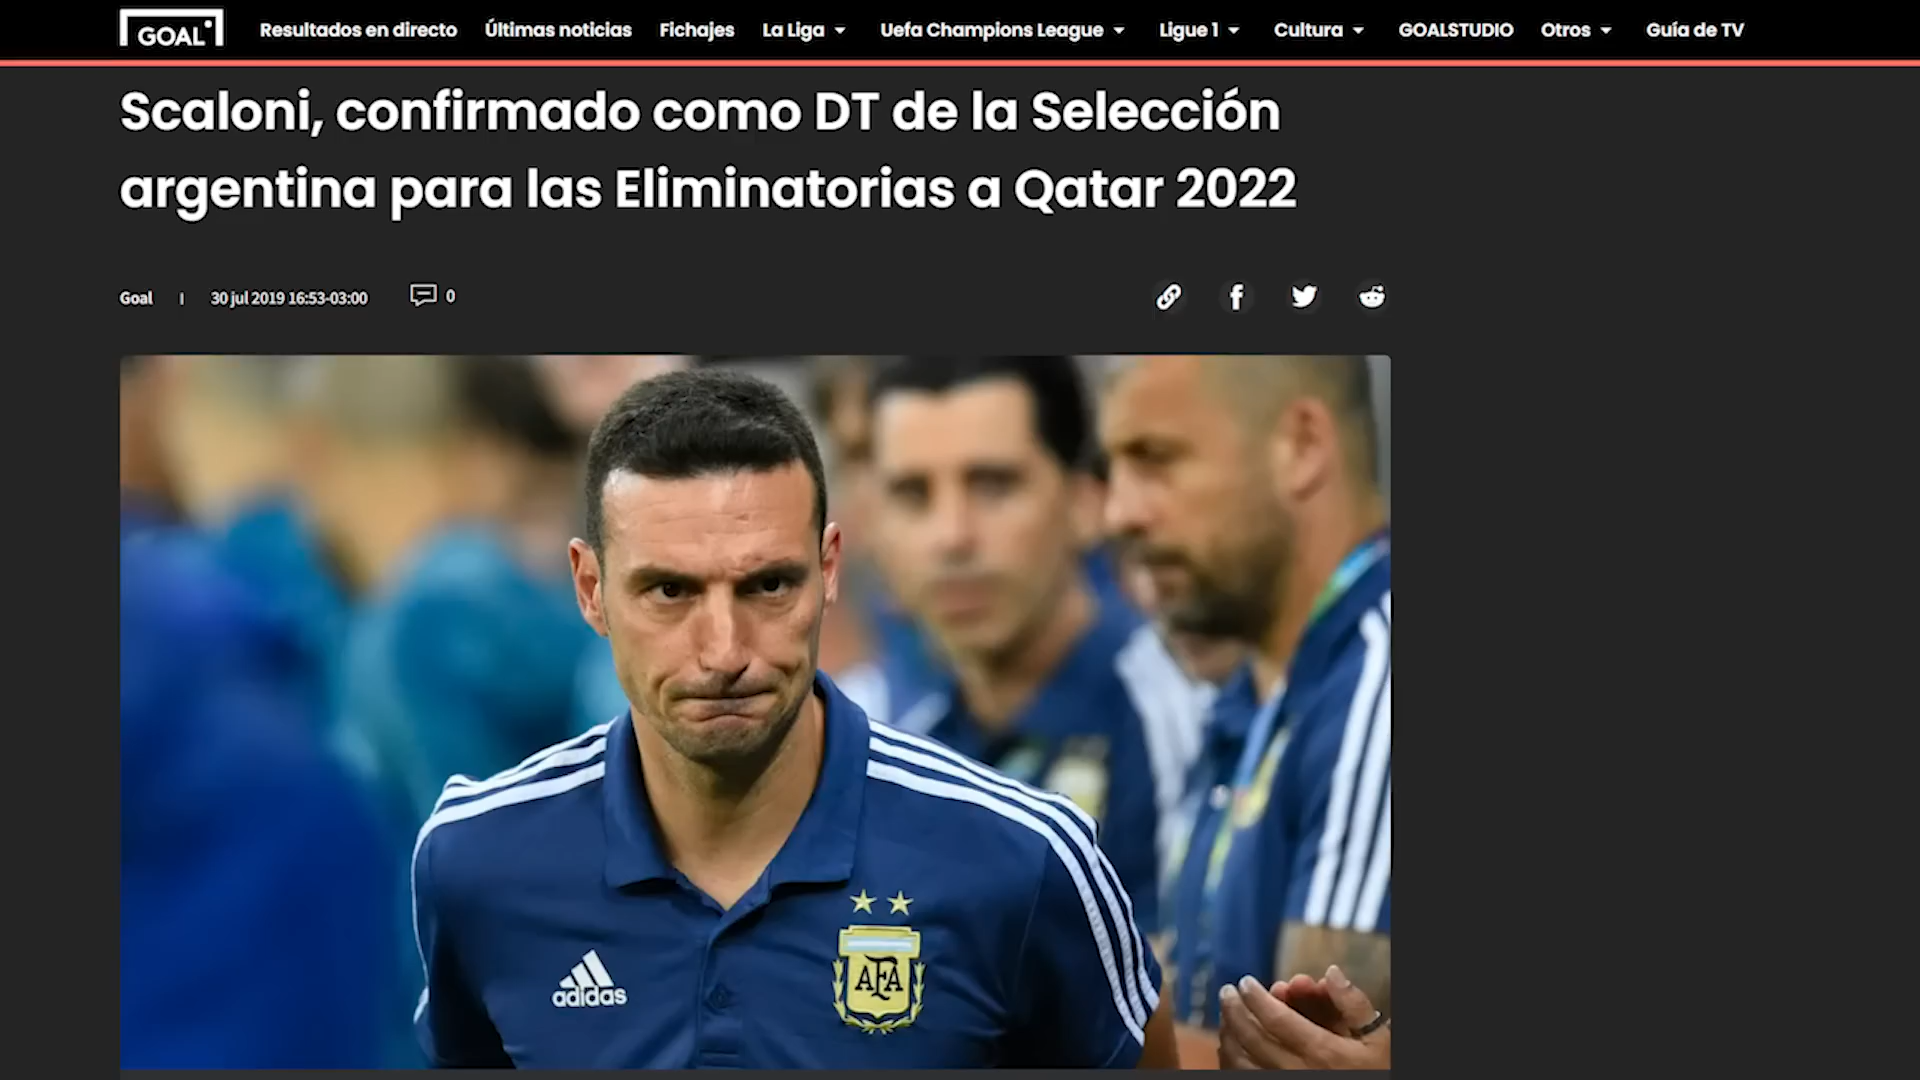 GOAL
Resultados en directo Últimas noticias Fichajes La Liga Uefa Champions League Ligue 1 Cultura GOALSTUDIO Otros Guía de TV
Scaloni, confirmado como DT de la Selección
argentina para las Eliminatorias a Qatar 2022
Goal | 30 jul 2019 16:53-03:00 0
adidas
AFA